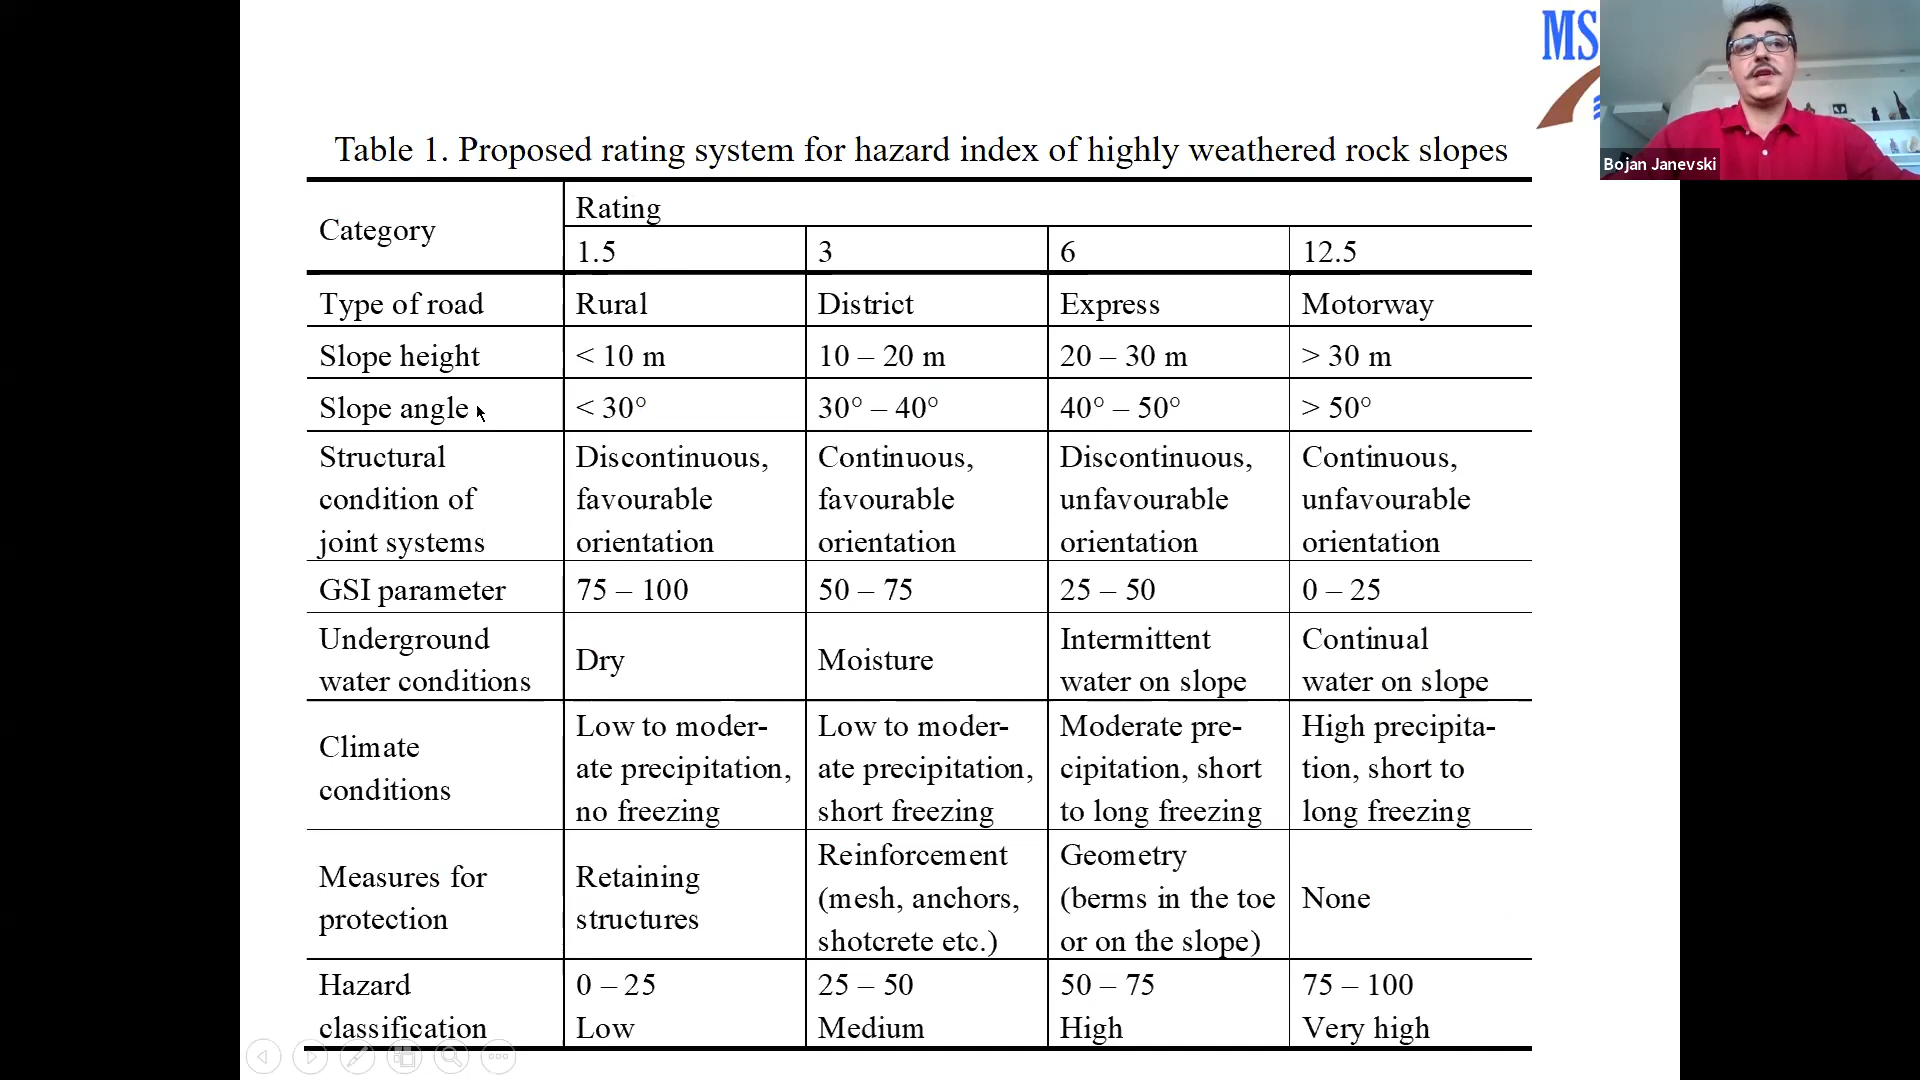 MS
Bojan Janevski
Table 1. Proposed rating system for hazard index of highly weathered rock slopes
Category
Rating
1.5
3
6
12.5
Type of road
Rural
District
Express
Motorway
Slope height
< 10 m
10 – 20 m
20 – 30 m
> 30 m
Slope angle
< 30°
30° – 40°
40° – 50°
> 50°
Structural
condition of
joint systems
Discontinuous,
favourable
orientation
Continuous,
favourable
orientation
Discontinuous,
unfavourable
orientation
Continuous,
unfavourable
orientation
GSI parameter
75 – 100
50 – 75
25 – 50
0 – 25
Underground
water conditions
Dry
Moisture
Intermittent
water on slope
Continual
water on slope
Climate
conditions
Low to moder-
ate precipitation,
no freezing
Low to moder-
ate precipitation,
short freezing
Moderate pre-
cipitation, short
to long freezing
High precipita-
tion, short to
long freezing
Measures for
protection
Retaining
structures
Reinforcement
(mesh, anchors,
shotcrete etc.)
Geometry
(berms in the toe
or on the slope)
None
Hazard
classification
0 – 25
Low
25 – 50
Medium
50 – 75
High
75 – 100
Very high